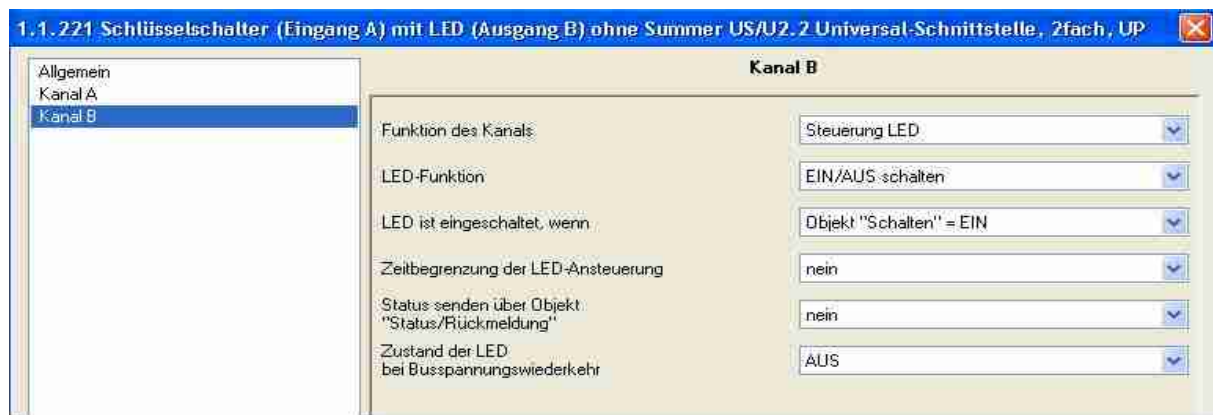 1.1.221 Schlüsselschalter (Eingang A) mit LED (Ausgang B) ohne Summer US/U2.2 Universal-Schnittstelle, 2fach, UP
Allgemein
Kanal A
Kanal B
Kanal B
Funktion des Kanals
Steuerung LED
LED-Funktion
EIN/AUS schalten
LED ist eingeschaltet, wenn
Objekt "Schalten" = EIN
Zeitbegrenzung der LED-Ansteuerung
nein
Status senden über Objekt
"Status/Rückmeldung"
nein
Zustand der LED
bei Busspannungswiederkehr
AUS